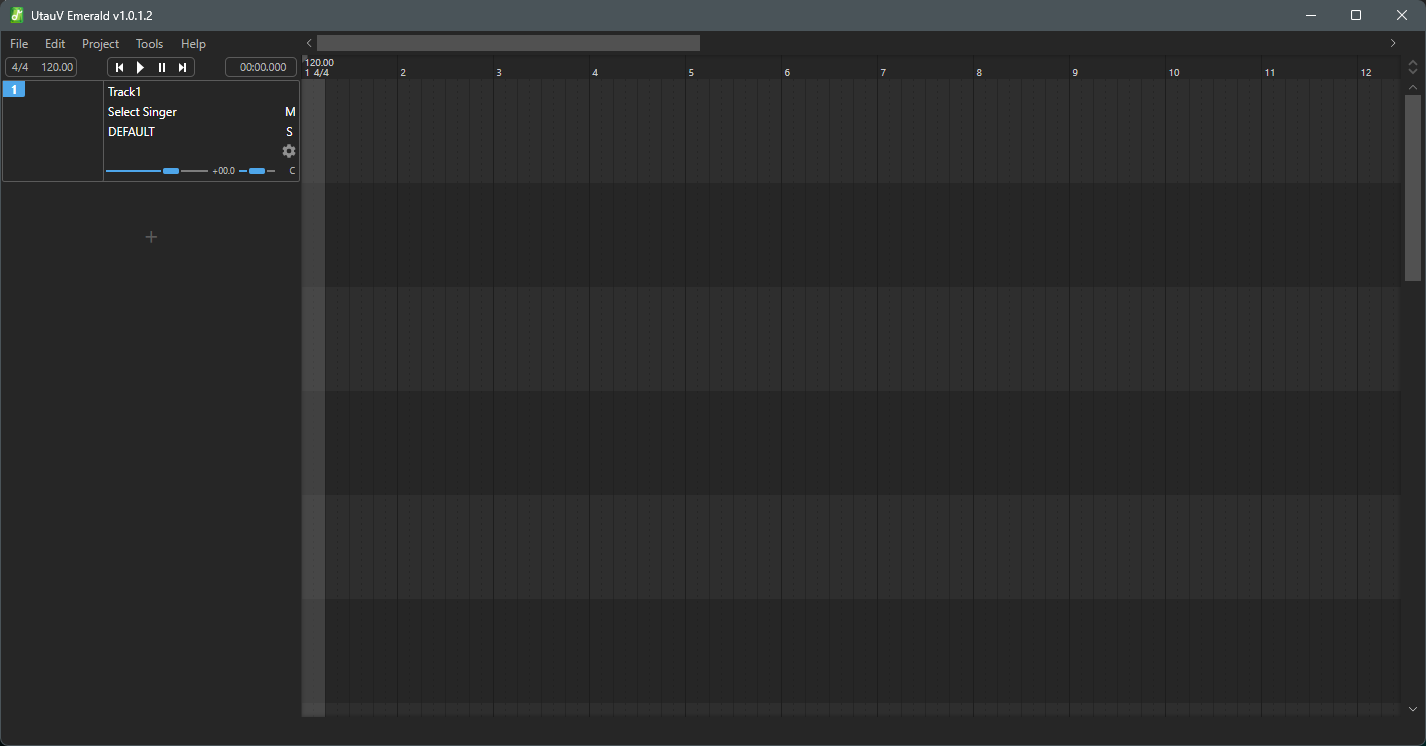 UtauV Emerald v1.0.1.2
File Edit Project Tools Help
4/4 120.00 00:00.000
120.00
1 4/4 2 3 4 5 6 7 8 9 10 11 12
1 Track1
Select Singer M
DEFAULT S
+00.0 C